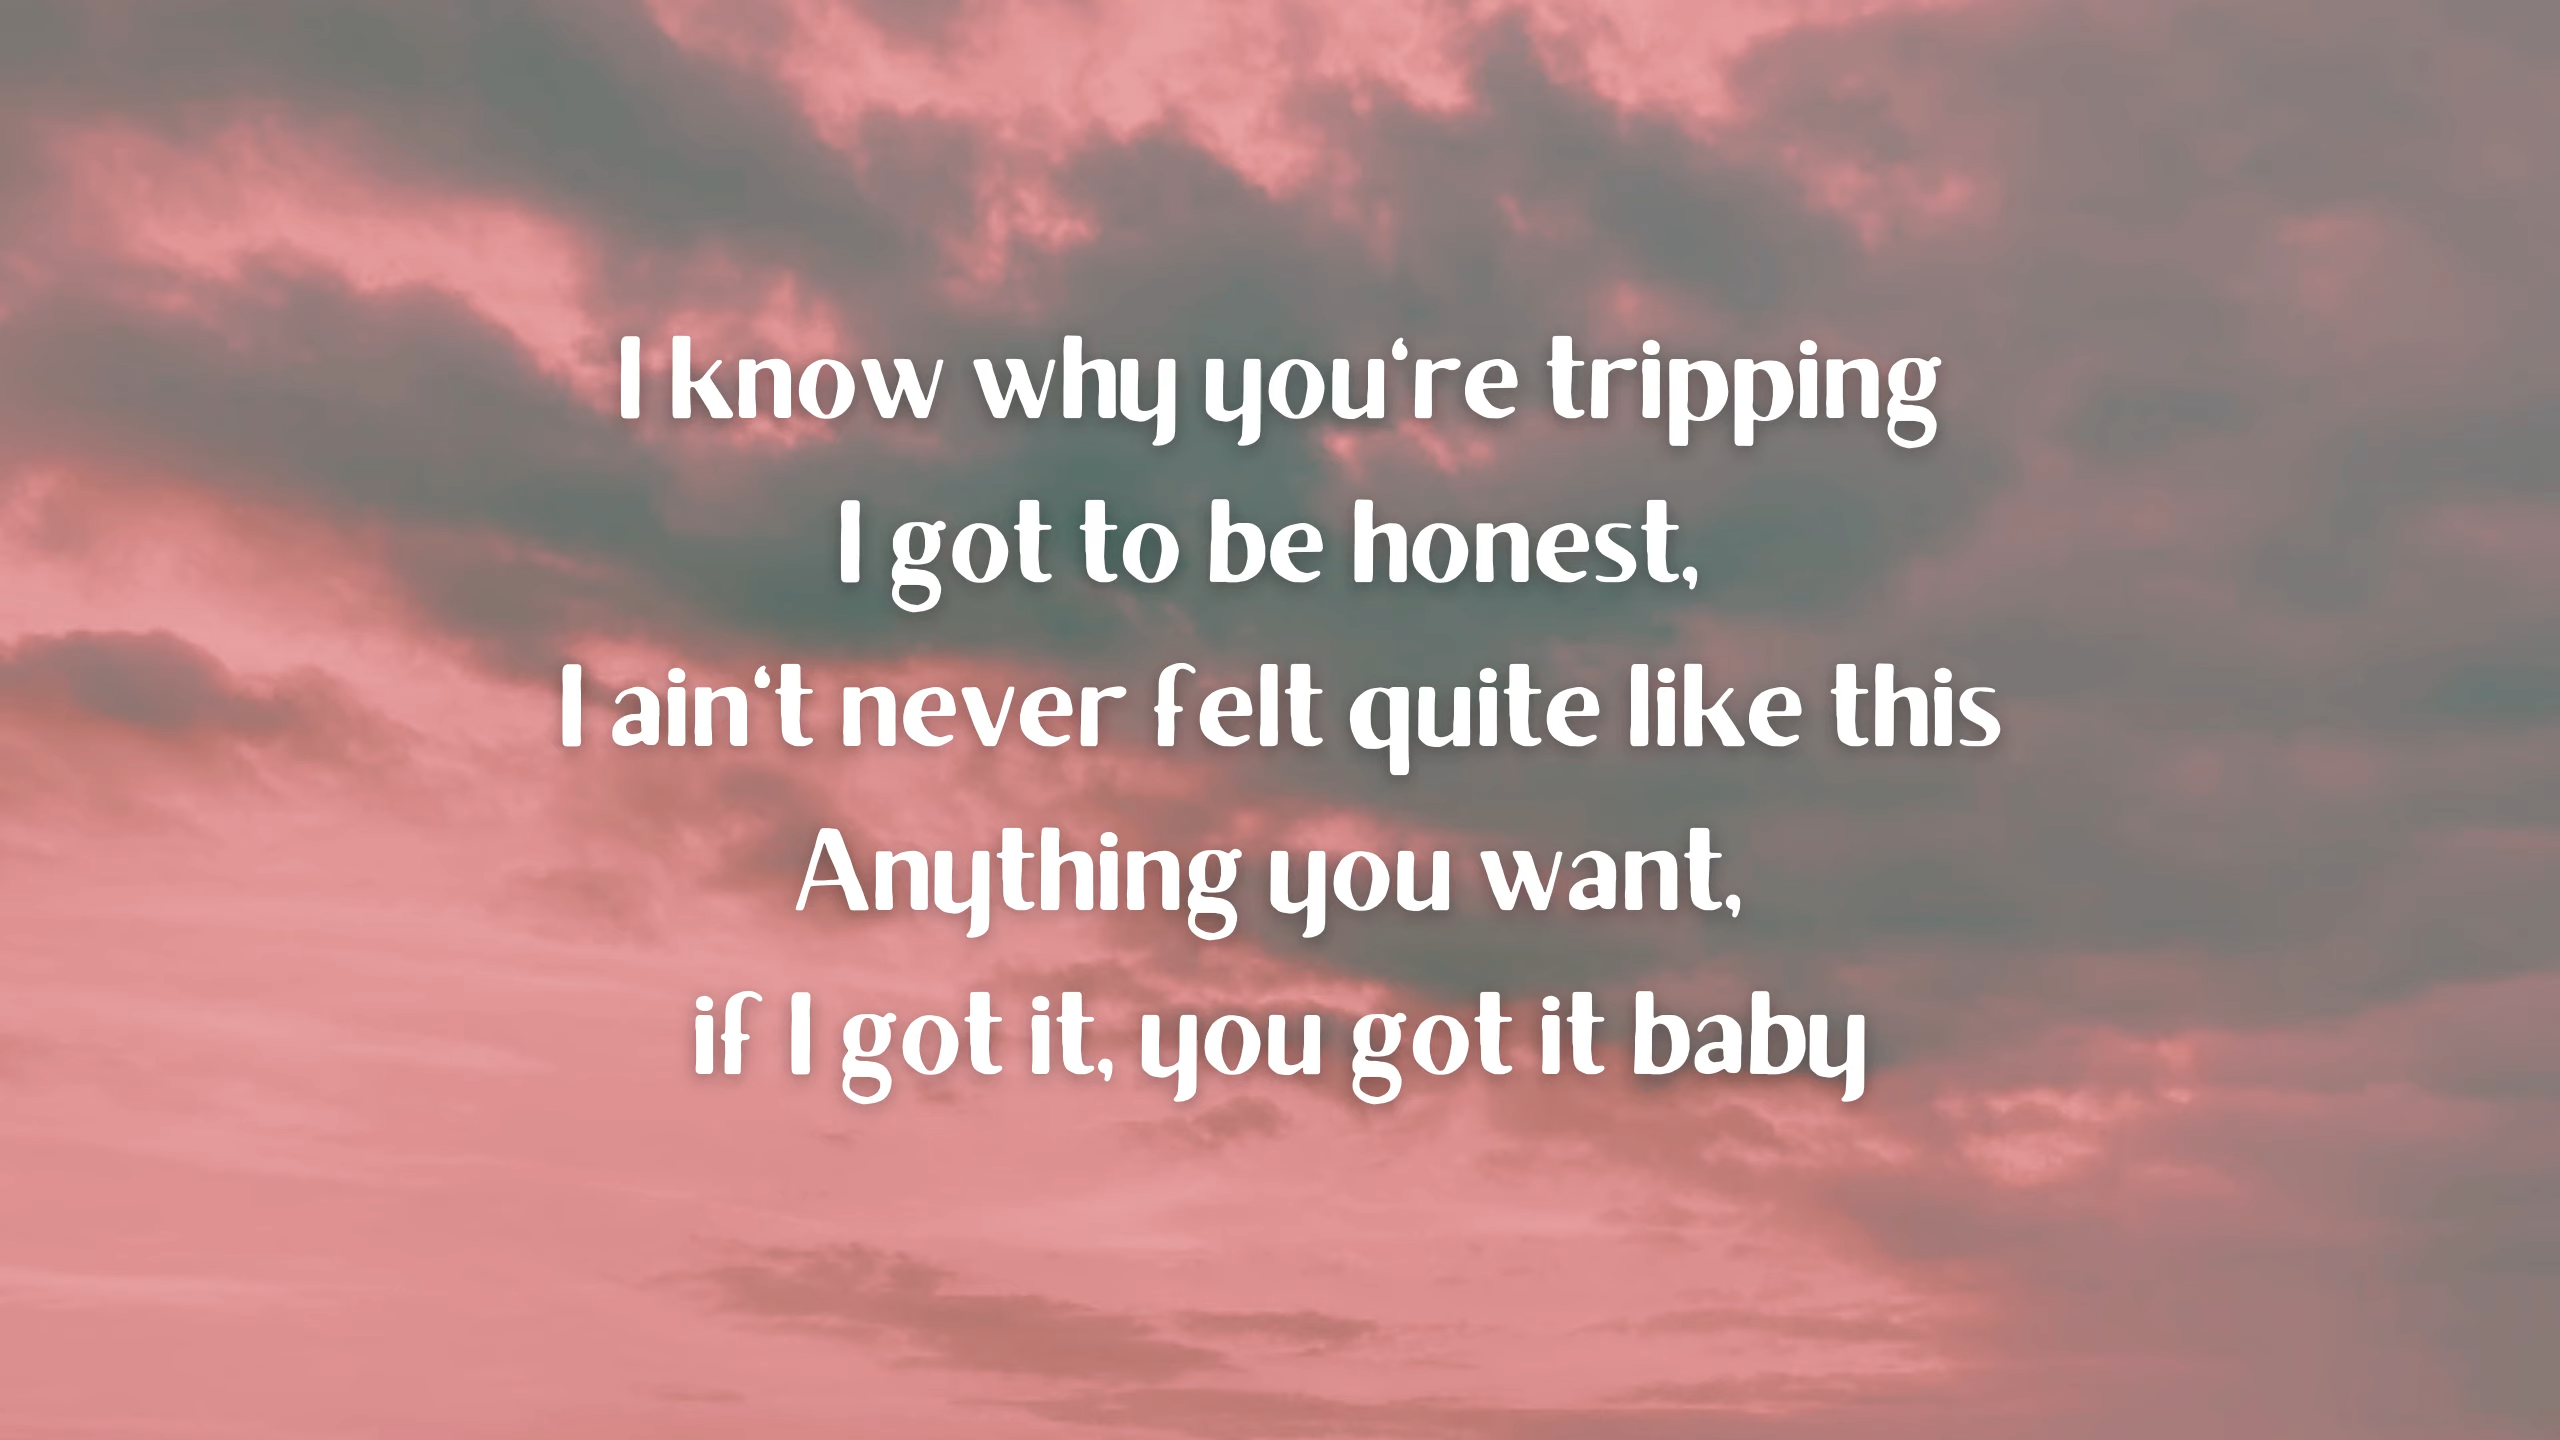 I know why you‘re tripping
I got to be honest,
I ain‘t never felt quite like this
Anything you want,
if I got it, you got it baby